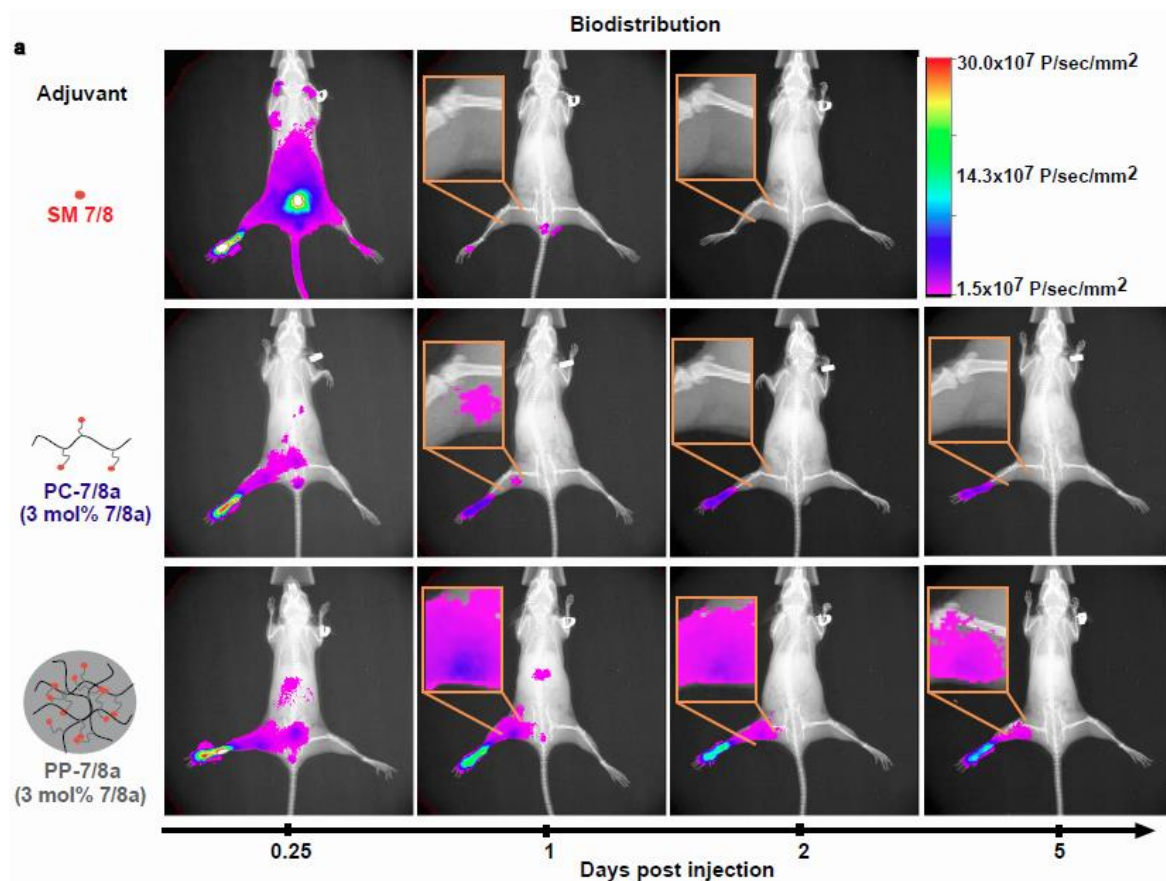 Biodistribution
a
Adjuvant
SM 7/8
30.0x10⁷ P/sec/mm²
14.3x10⁷ P/sec/mm²
1.5x10⁷ P/sec/mm²
PC-7/8a
(3 mol% 7/8a)
PP-7/8a
(3 mol% 7/8a)
0.25
1
2
5
Days post injection